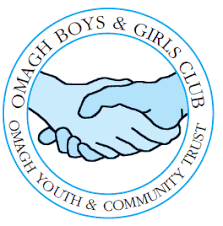 OMAGH BOYS & GIRLS CLUB
OMAGH YOUTH & COMMUNITY TRUST